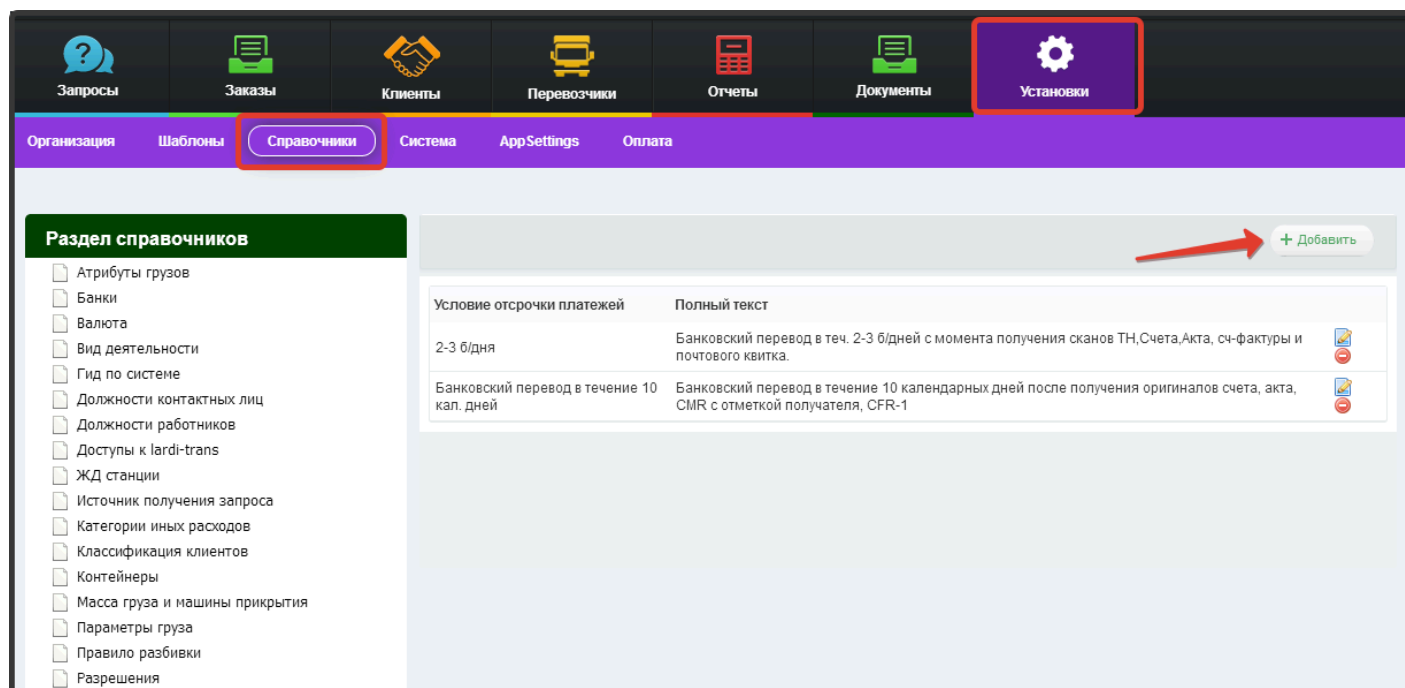 Запросы
Заказы
Клиенты
Перевозчики
Отчеты
Документы
Установки
Организация
Шаблоны
Справочники
Система
AppSettings
Оплата
Раздел справочников
Атрибуты грузов
Банки
Валюта
Вид деятельности
Гид по системе
Должности контактных лиц
Должности работников
Доступы к lardi-trans
ЖД станции
Источник получения запроса
Категории иных расходов
Классификация клиентов
Контейнеры
Масса груза и машины прикрытия
Параметры груза
Правило разбивки
Разрешения
+ Добавить
Условие отсрочки платежей
Полный текст
2-3 б/дня
Банковский перевод в теч. 2-3 б/дней с момента получения сканов ТН,Счета,Акта, сч-фактуры и
почтового квитка.
Банковский перевод в течение 10
кал. дней
Банковский перевод в течение 10 календарных дней после получения оригиналов счета, акта,
CMR с отметкой получателя, CFR-1